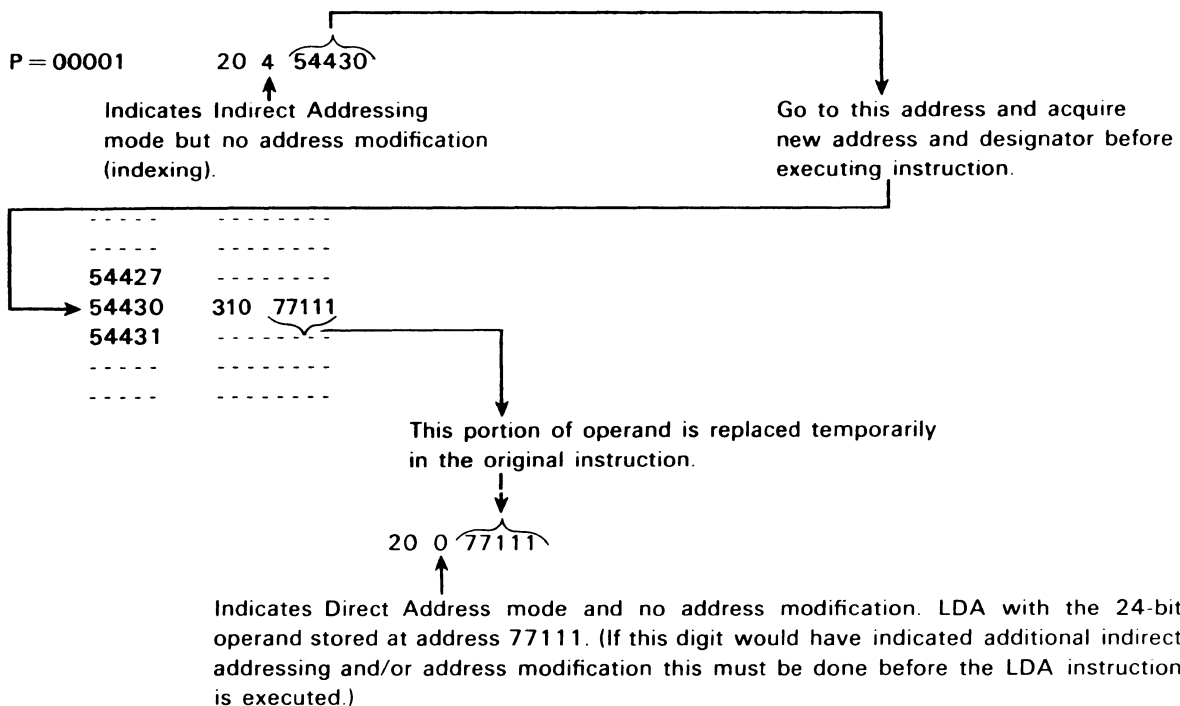 P = 00001 20 4 54430
Indicates Indirect Addressing
mode but no address modification
(indexing).
Go to this address and acquire
new address and designator before
executing instruction.
- - - - - - - - - - - - -
- - - - - - - - - - - - -
54427 - - - - - - - -
54430 310 77111
54431 - - - - - - - -
- - - - - - - - - - - - -
- - - - - - - - - - - - -
This portion of operand is replaced temporarily
in the original instruction.
20 0 77111
Indicates Direct Address mode and no address modification. LDA with the 24-bit
operand stored at address 77111. (If this digit would have indicated additional indirect
addressing and/or address modification this must be done before the LDA instruction
is executed.)